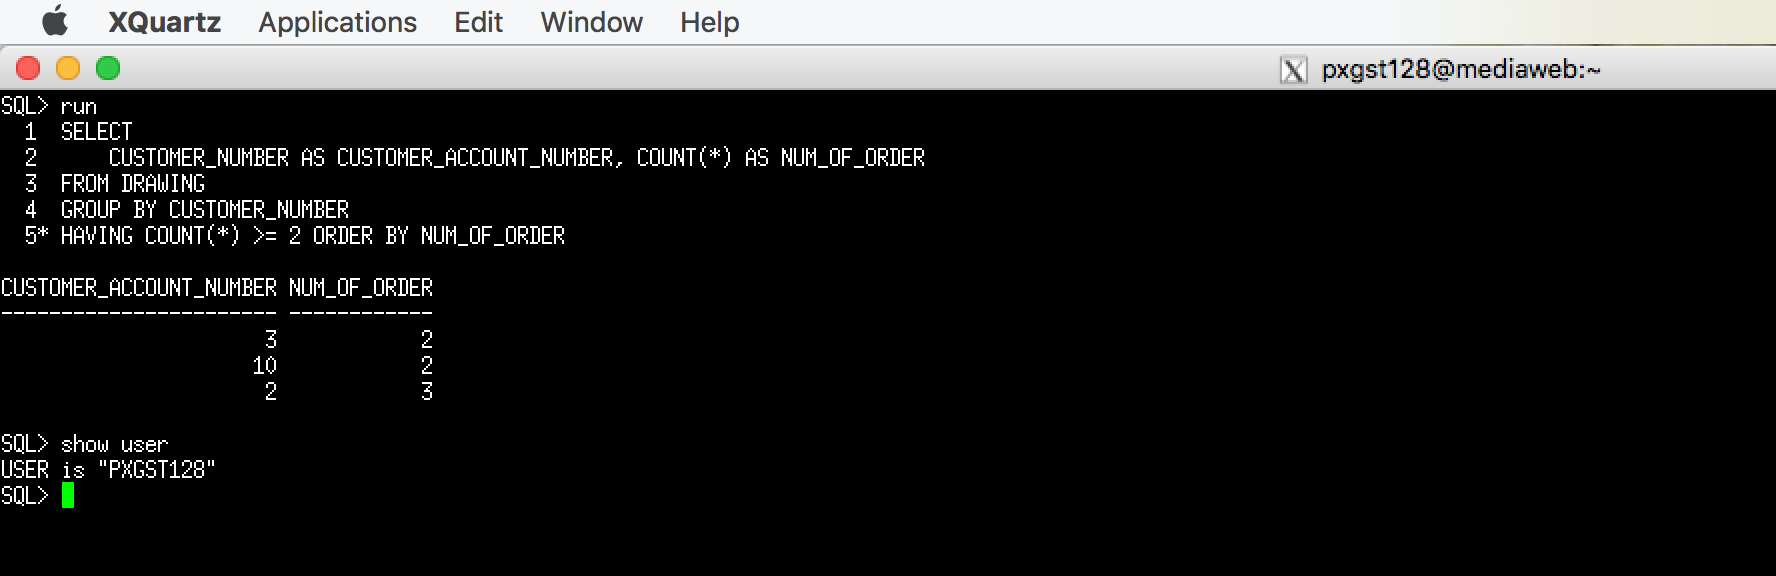 XQuartz Applications Edit Window Help
X pxgst128@mediaweb:~
SQL> run
  1  SELECT
  2      CUSTOMER_NUMBER AS CUSTOMER_ACCOUNT_NUMBER, COUNT(*) AS NUM_OF_ORDER
  3  FROM DRAWING
  4  GROUP BY CUSTOMER_NUMBER
  5* HAVING COUNT(*) >= 2 ORDER BY NUM_OF_ORDER
CUSTOMER_ACCOUNT_NUMBER NUM_OF_ORDER
----------------------- ------------
                      3            2
                     10            2
                      2            3
SQL> show user
USER is "PXGST128"
SQL>